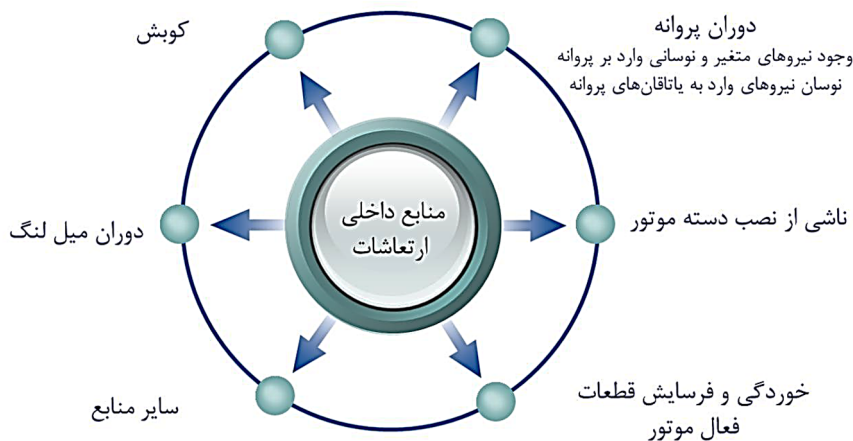 دوران پروانه
وجود نیروهای متغیر و نوسانی وارد بر پروانه
نوسان نیروهای وارد به یاتاقان‌های پروانه
کوبش
منابع داخلی
ارتعاشات
ناشی از نصب دسته موتور
دوران میل لنگ
خوردگی و فرسایش قطعات
فعال موتور
سایر منابع